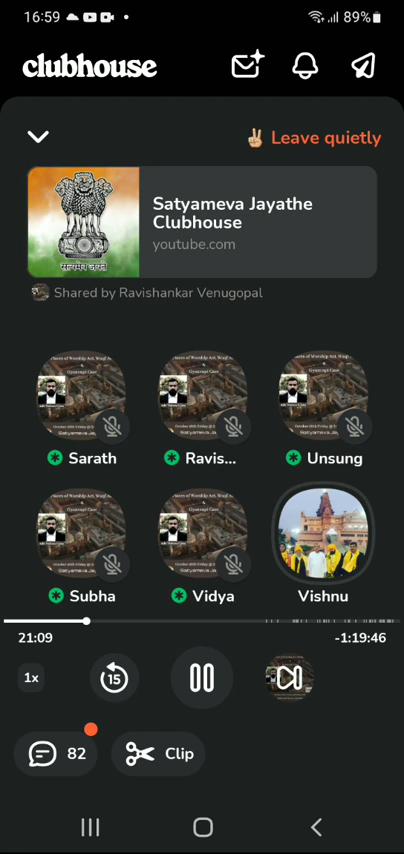 16:59
89%
clubhouse
Leave quietly
Satyameva Jayathe
Clubhouse
youtube.com
सत्यमेव जयते
Shared by Ravishankar Venugopal
Sarath
Ravis...
Unsung
Subha
Vidya
Vishnu
21:09
-1:19:46
1x
15
82
Clip